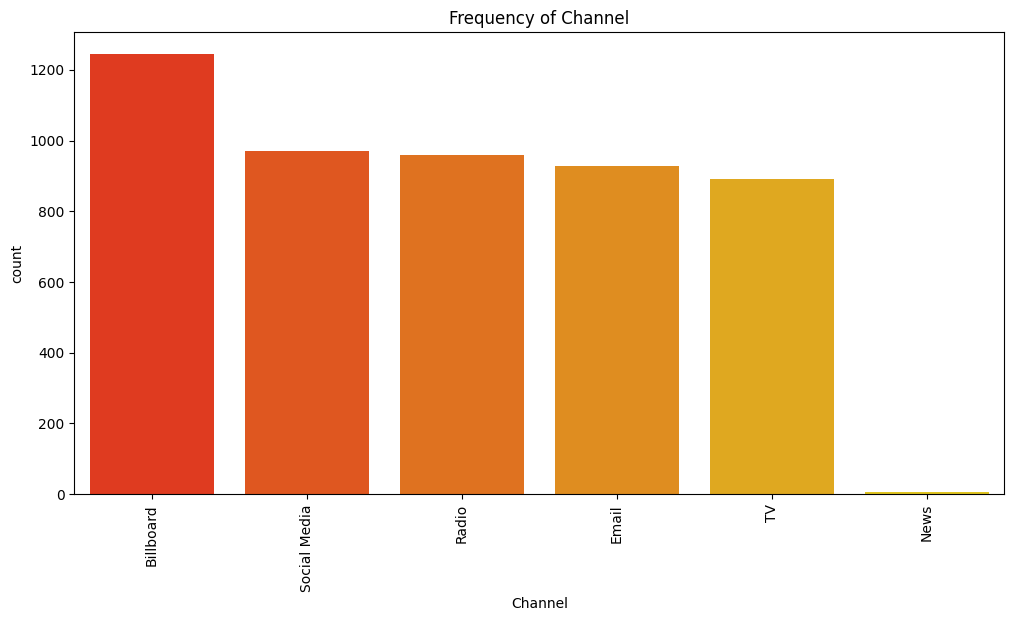 Frequency of Channel
count
1200
1000
800
600
400
200
0
Billboard
Social Media
Radio
Email
TV
News
Channel